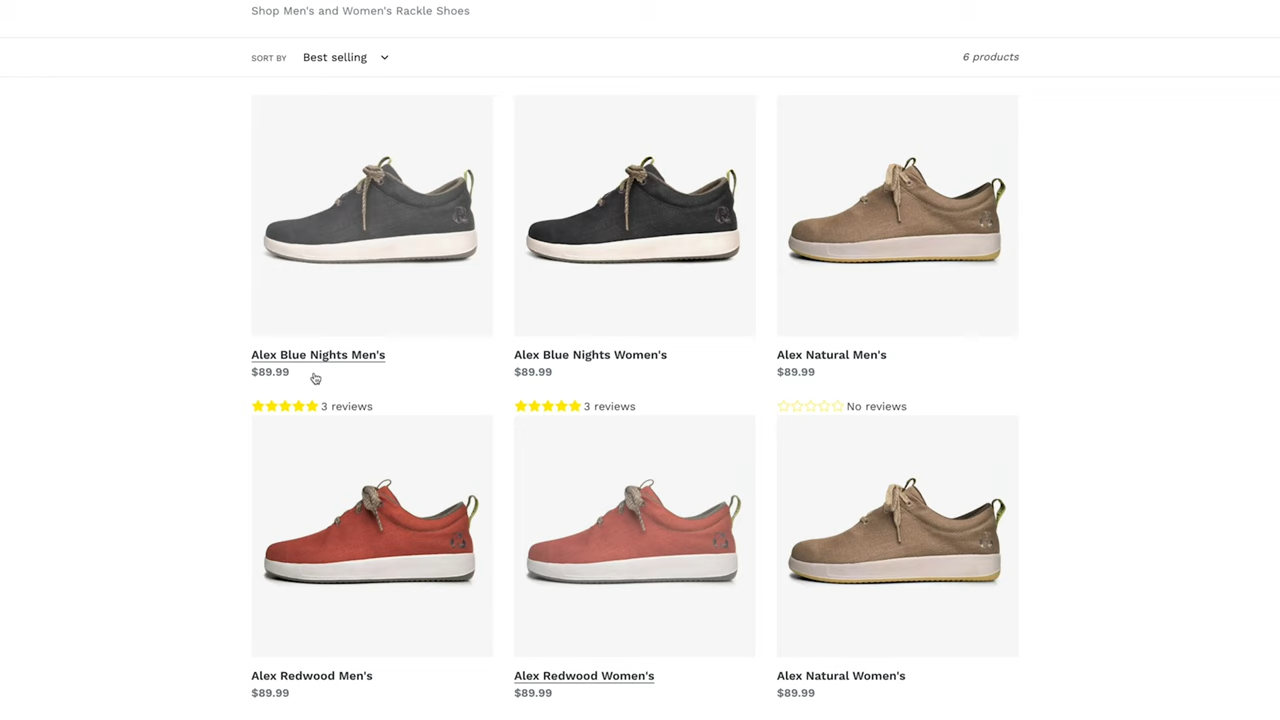 Shop Men's and Women's Rackle Shoes
SORT BY Best selling 6 products
Alex Blue Nights Men's
$89.99
3 reviews
Alex Blue Nights Women's
$89.99
3 reviews
Alex Natural Men's
$89.99
No reviews
Alex Redwood Men's
$89.99
Alex Redwood Women's
$89.99
Alex Natural Women's
$89.99